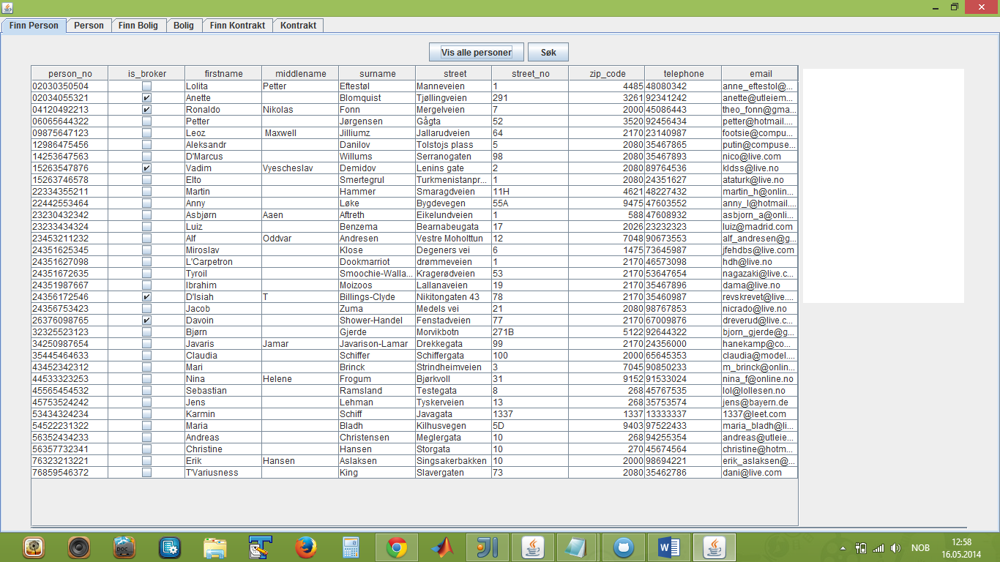 Finn Person Person Finn Bolig Bolig Finn Kontrakt Kontrakt
Vis alle personer Søk
person_no is_broker firstname middlename surname street street_no zip_code telephone email
02030350504 Lolita Petter Eftestøl Manneveien 1 4485 48080342 anne_eftestol@...
02034055321 Anette Blomquist Tjøllingveien 291 3261 92341242 anette@utleiem...
04120492213 Ronaldo Nikolas Fonn Mergelveien 7 2000 45086443 theo_fonn@gma...
06065644322 Petter Jørgensen Gågta 52 3520 92456434 petter@hotmail....
09875647123 Leoz Maxwell Jilliumz Jallarudveien 64 2170 23140987 footsie@compu...
12986475456 Aleksandr Danilov Tolstojs plass 5 2080 35467865 putin@compuse...
14253647563 D'Marcus Willums Serranogaten 98 2080 35467893 nico@live.com
15263547876 Vadim Vyescheslav Demidov Lenins gate 2 2080 89764536 kldss@live.no
15263746578 Elto Smertegrul Turkmenistanpr... 1 2080 24351627 ataturk@live.no
22334355211 Martin Hammer Smaragdveien 11H 4621 48227432 martin_h@onlin...
22442553464 Anny Løke Bygdevegen 55A 9475 47603552 anny_l@hotmail....
23230432342 Asbjørn Aaen Aftreth Eikelundveien 1 588 47608932 asbjorn_a@onli...
23233434324 Luiz Benzema Bearnabeugata 17 2026 23232323 luiz@madrid.com
23453211232 Alf Oddvar Andresen Vestre Moholttun 12 7048 90673553 alf_andresen@g...
24351625345 Miroslav Klose Degeners vei 6 1475 73645987 jfehdbs@live.com
24351627098 L'Carpetron Dookmarriot drømmeveien 1 2170 46573098 hdh@live.no
24351672635 Tyroil Smoochie-Walla... Kragerødveien 53 2170 53647654 nagazaki@live.c...
24351987667 Ibrahim Moizoos Lallanaveien 19 2170 35467896 dama@live.no
24356172546 D'Isiah T Billings-Clyde Nikitongaten 43 78 2170 35460987 revskrevet@live....
24356753423 Jacob Zuma Medels vei 21 2080 98767853 nicrado@live.no
26376098765 Davoin Shower-Handel Fenstadveien 77 2170 67009876 dreverud@live.c...
32325523123 Bjørn Gjerde Morvikbotn 271B 5122 92644322 bjorn_gjerde@g...
34250987654 Javaris Jamar Javarison-Lamar Drekkegata 99 2170 24356000 hanekamp@co...
35445464633 Claudia Schiffer Schiffergata 100 2000 65645353 claudia@model....
43452342312 Mari Brinck Strindheimveien 3 7045 90850233 m_brinck@onlin...
44533323253 Nina Helene Frogum Bjørkvoll 31 9152 91533024 nina_f@online.no
45565454532 Sebastian Ramsland Testegata 8 268 45767535 lol@lollesen.no
45753524242 Jens Lehman Tyskerveien 13 268 35753574 jens@bayern.de
53434324234 Karmin Schiff Javagata 1337 1337 13333337 1337@leet.com
54522231322 Maria Bladh Kilhusvegen 5D 9403 97522433 maria_bladh@li...
56352434233 Andreas Christensen Meglergata 10 268 94255354 andreas@utleie...
56357732341 Christine Hansen Storgata 10 270 45674564 christine@hotm...
76323213221 Erik Hansen Aslaksen Singsakerbakken 10 2000 98694221 erik_aslaksen@...
76859546372 T'Variusness King Slavergaten 73 2080 35462786 dani@live.com
DOC
NOB
12:58
16.05.2014